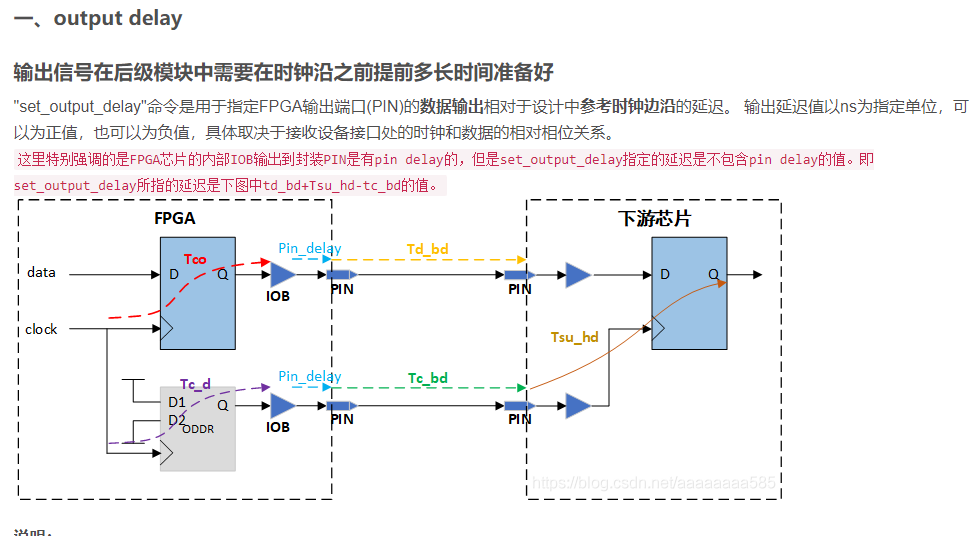 一、output delay
输出信号在后级模块中需要在时钟沿之前提前多长时间准备好
"set_output_delay"命令是用于指定FPGA输出端口(PIN)的数据输出相对于设计中参考时钟边沿的延迟。 输出延迟值以ns为指定单位，可
以为正值，也可以为负值，具体取决于接收设备接口处的时钟和数据的相对相位关系。
这里特别强调的是FPGA芯片的内部IOB输出到封装PIN是有pin delay的，但是set_output_delay指定的延迟是不包含pin delay的值。即
set_output_delay所指的延迟是下图中td_bd+Tsu_hd-tc_bd的值。
FPGA
下游芯片
Pin_delay
Td_bd
Tco
data
D
Q
D
Q
IOB
PIN
PIN
clock
Tsu_hd
Tc_d
Pin_delay
Tc_bd
D1
Q
D2
ODDR
IOB
PIN
PIN
https://blog.csdn.net/aaaaaaaa585